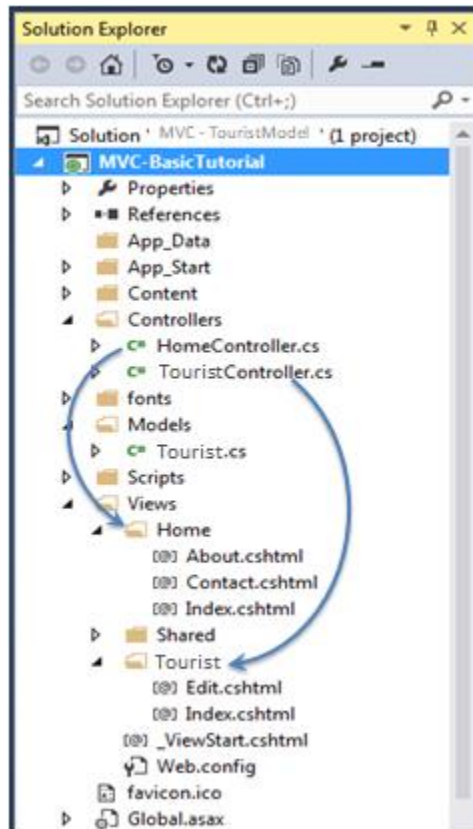 Solution Explorer
Search Solution Explorer (Ctrl+;)
Solution ' MVC - TouristModel ' (1 project)
MVC-BasicTutorial
Properties
References
App_Data
App_Start
Content
Controllers
C# HomeController.cs
C# TouristController.cs
fonts
Models
C# Tourist.cs
Scripts
Views
Home
[@] About.cshtml
[@] Contact.cshtml
[@] Index.cshtml
Shared
Tourist
[@] Edit.cshtml
[@] Index.cshtml
[@] _ViewStart.cshtml
Web.config
favicon.ico
Global.asax